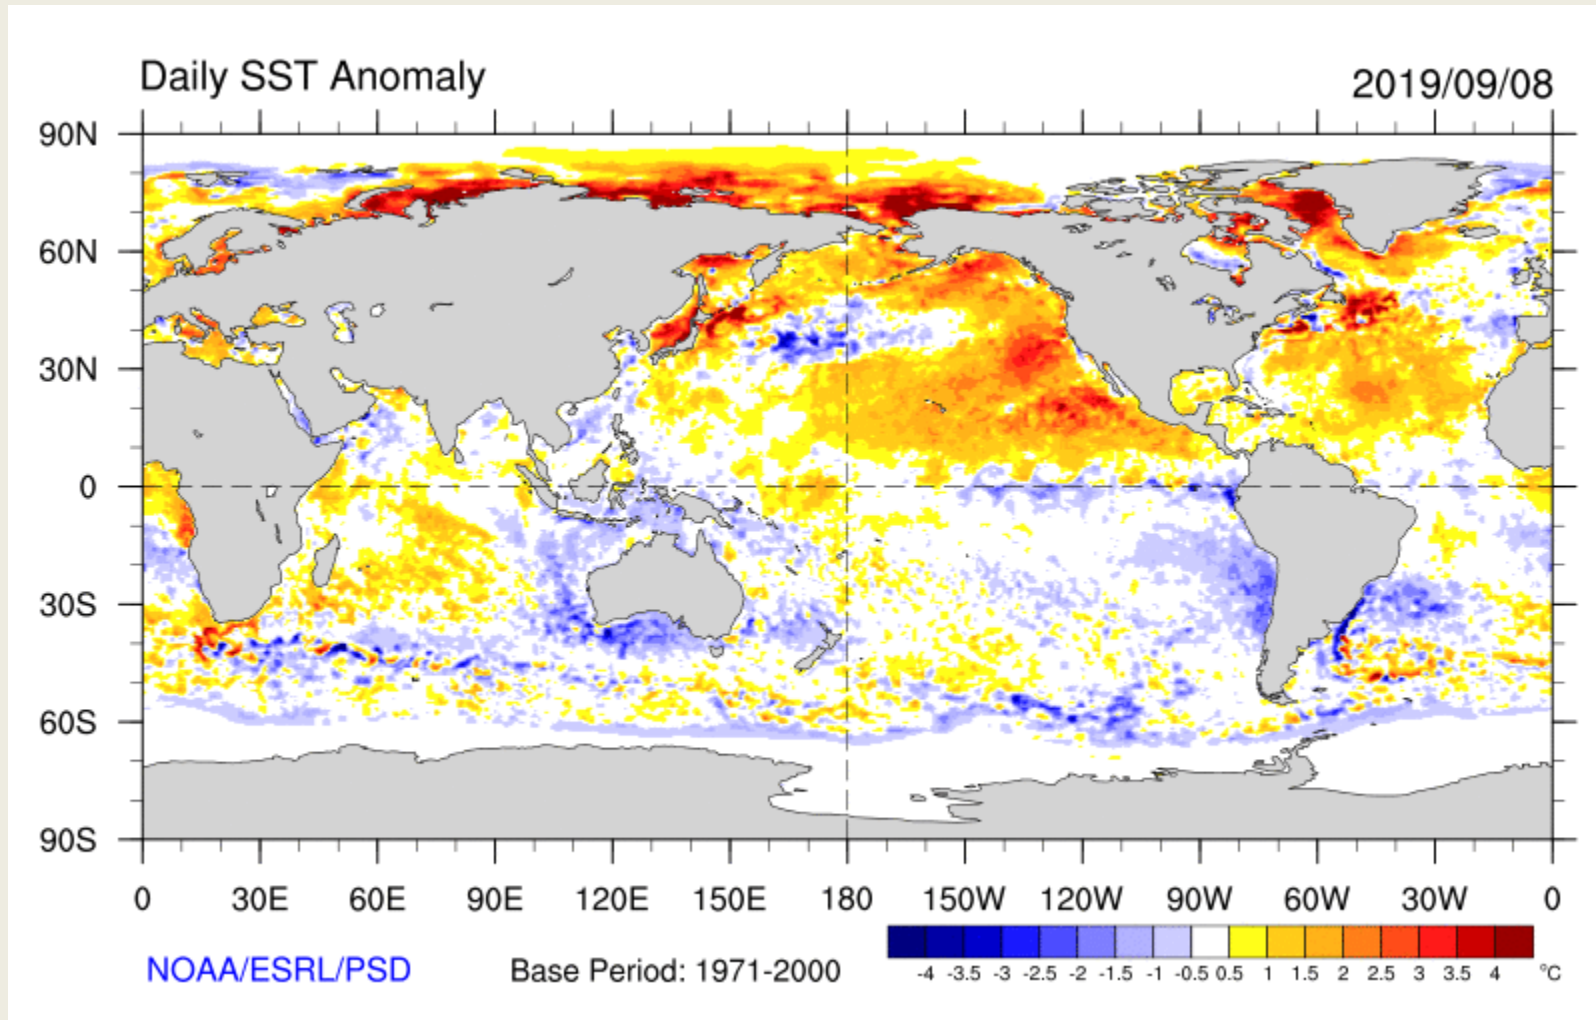 Daily SST Anomaly
2019/09/08
90N
60N
30N
0
30S
60S
90S
0 30E 60E 90E 120E 150E 180 150W 120W 90W 60W 30W 0
-4 -3.5 -3 -2.5 -2 -1.5 -1 -0.5 0.5 1 1.5 2 2.5 3 3.5 4 °C
NOAA/ESRL/PSD
Base Period: 1971-2000